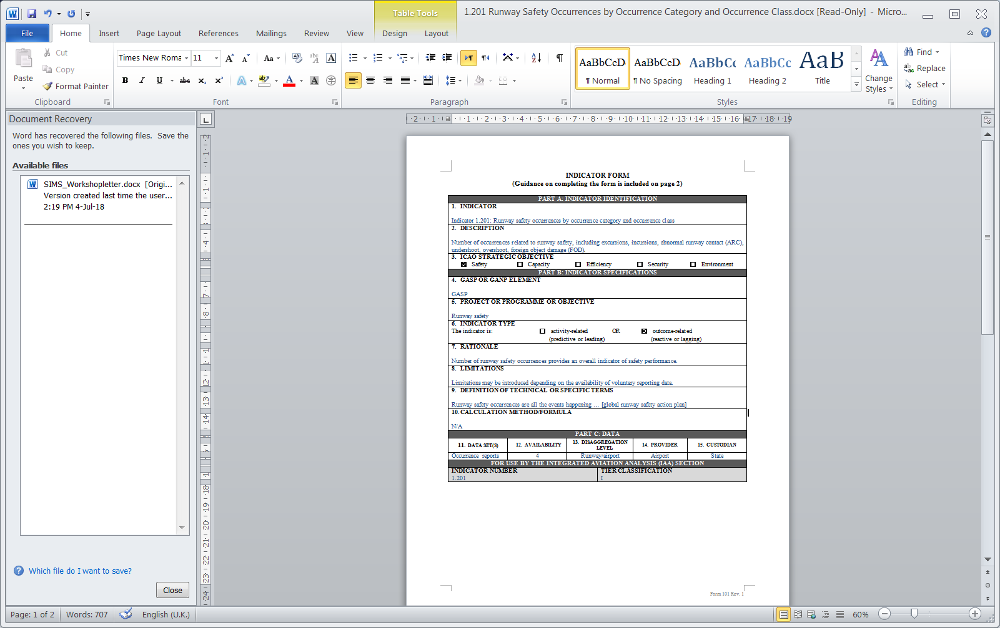 Table Tools
1.201 Runway Safety Occurrences by Occurrence Category and Occurrence Class.docx [Read-Only] - Micro...
File Home Insert Page Layout References Mailings Review View Design Layout
Paste
Cut
Copy
Format Painter
Clipboard
Times New Roma 11
Font
Paragraph
AaBbCcD AaBbCcD AaBbCc AaBbCc AaB
¶ Normal ¶ No Spacing Heading 1 Heading 2 Title
Change
Styles
Styles
Find
Replace
Select
Editing
Document Recovery
Word has recovered the following files. Save the
ones you wish to keep.
Available files
SIMS_Workshopletter.docx [Origi...
Version created last time the user...
2:19 PM 4-Jul-18
Which file do I want to save?
Close
INDICATOR FORM
(Guidance on completing the form is included on page 2)
PART A: INDICATOR IDENTIFICATION
1. INDICATOR
Indicator 1.201: Runway safety occurrences by occurrence category and occurrence class
2. DESCRIPTION
Number of occurrences related to runway safety, including excursions, incursions, abnormal runway contact (ARC),
undershoot, overshoot, foreign object damage (FOD).
3. ICAO STRATEGIC OBJECTIVE
Safety Capacity Efficiency Security Environment
PART B: INDICATOR SPECIFICATIONS
4. GASP OR GANP ELEMENT
GASP
5. PROJECT OR PROGRAMME OR OBJECTIVE
Runway safety
6. INDICATOR TYPE
The indicator is: activity-related OR outcome-related
(predictive or leading) (reactive or lagging)
7. RATIONALE
Number of runway safety occurrences provides an overall indicator of safety performance.
8. LIMITATIONS
Limitations may be introduced depending on the availability of voluntary reporting data.
9. DEFINITION OF TECHNICAL OR SPECIFIC TERMS
Runway safety occurrences are all the events happening ... [global runway safety action plan]
10. CALCULATION METHOD/FORMULA
N/A
PART C: DATA
11. DATA SET(S) 12. AVAILABILITY 13. DISAGGREGATION LEVEL 14. PROVIDER 15. CUSTODIAN
Occurrence reports 4 Runway/airport Airport State
FOR USE BY THE INTEGRATED AVIATION ANALYSIS (IAA) SECTION
INDICATOR NUMBER TIER CLASSIFICATION
1.201 I
Form 101 Rev. 1
Page: 1 of 2 Words: 707 English (U.K.) 60%